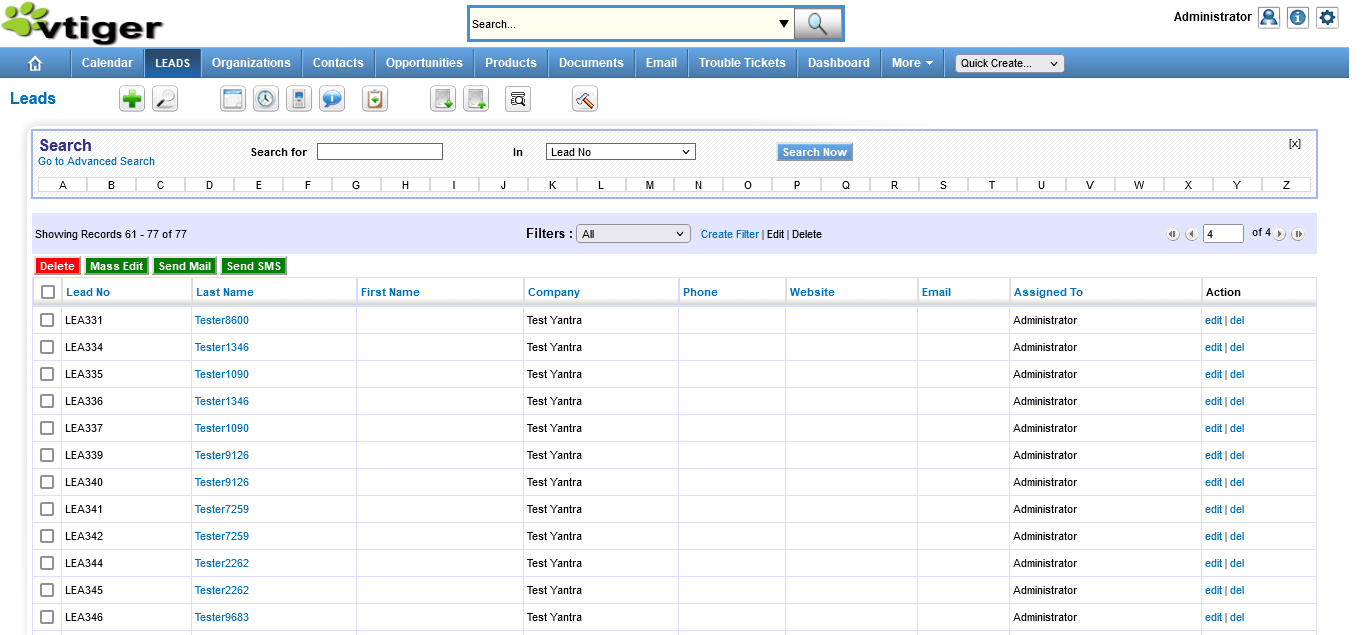 vtiger
Search...
Administrator
Calendar LEADS Organizations Contacts Opportunities Products Documents Email Trouble Tickets Dashboard More Quick Create...
Leads
Search
Go to Advanced Search
Search for In Lead No Search Now [x]
A B C D E F G H I J K L M N O P Q R S T U V W X Y Z
Showing Records 61 - 77 of 77 Filters : All Create Filter | Edit | Delete 4 of 4
Delete Mass Edit Send Mail Send SMS
Lead No Last Name First Name Company Phone Website Email Assigned To Action
LEA331 Tester8600 Test Yantra Administrator edit | del
LEA334 Tester1346 Test Yantra Administrator edit | del
LEA335 Tester1090 Test Yantra Administrator edit | del
LEA336 Tester1346 Test Yantra Administrator edit | del
LEA337 Tester1090 Test Yantra Administrator edit | del
LEA339 Tester9126 Test Yantra Administrator edit | del
LEA340 Tester9126 Test Yantra Administrator edit | del
LEA341 Tester7259 Test Yantra Administrator edit | del
LEA342 Tester7259 Test Yantra Administrator edit | del
LEA344 Tester2262 Test Yantra Administrator edit | del
LEA345 Tester2262 Test Yantra Administrator edit | del
LEA346 Tester9683 Test Yantra Administrator edit | del